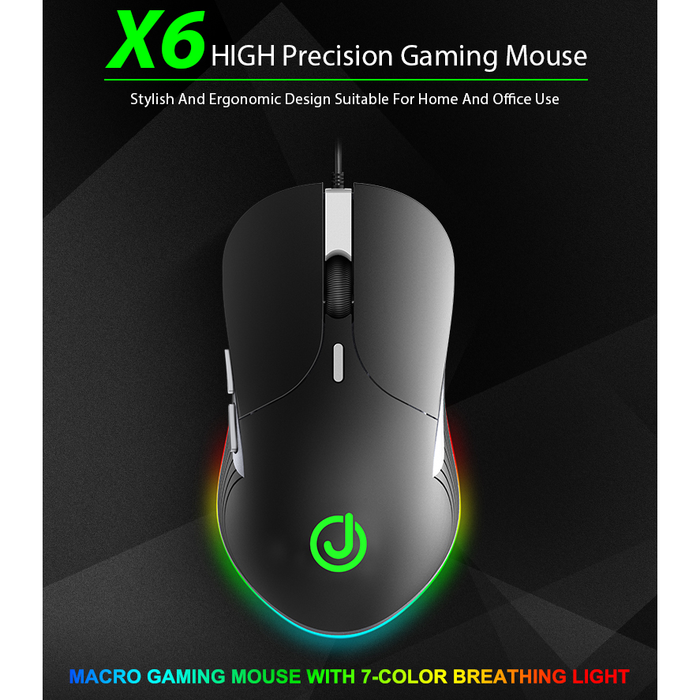 X6 HIGH Precision Gaming Mouse
Stylish And Ergonomic Design Suitable For Home And Office Use
MACRO GAMING MOUSE WITH 7-COLOR BREATHING LIGHT